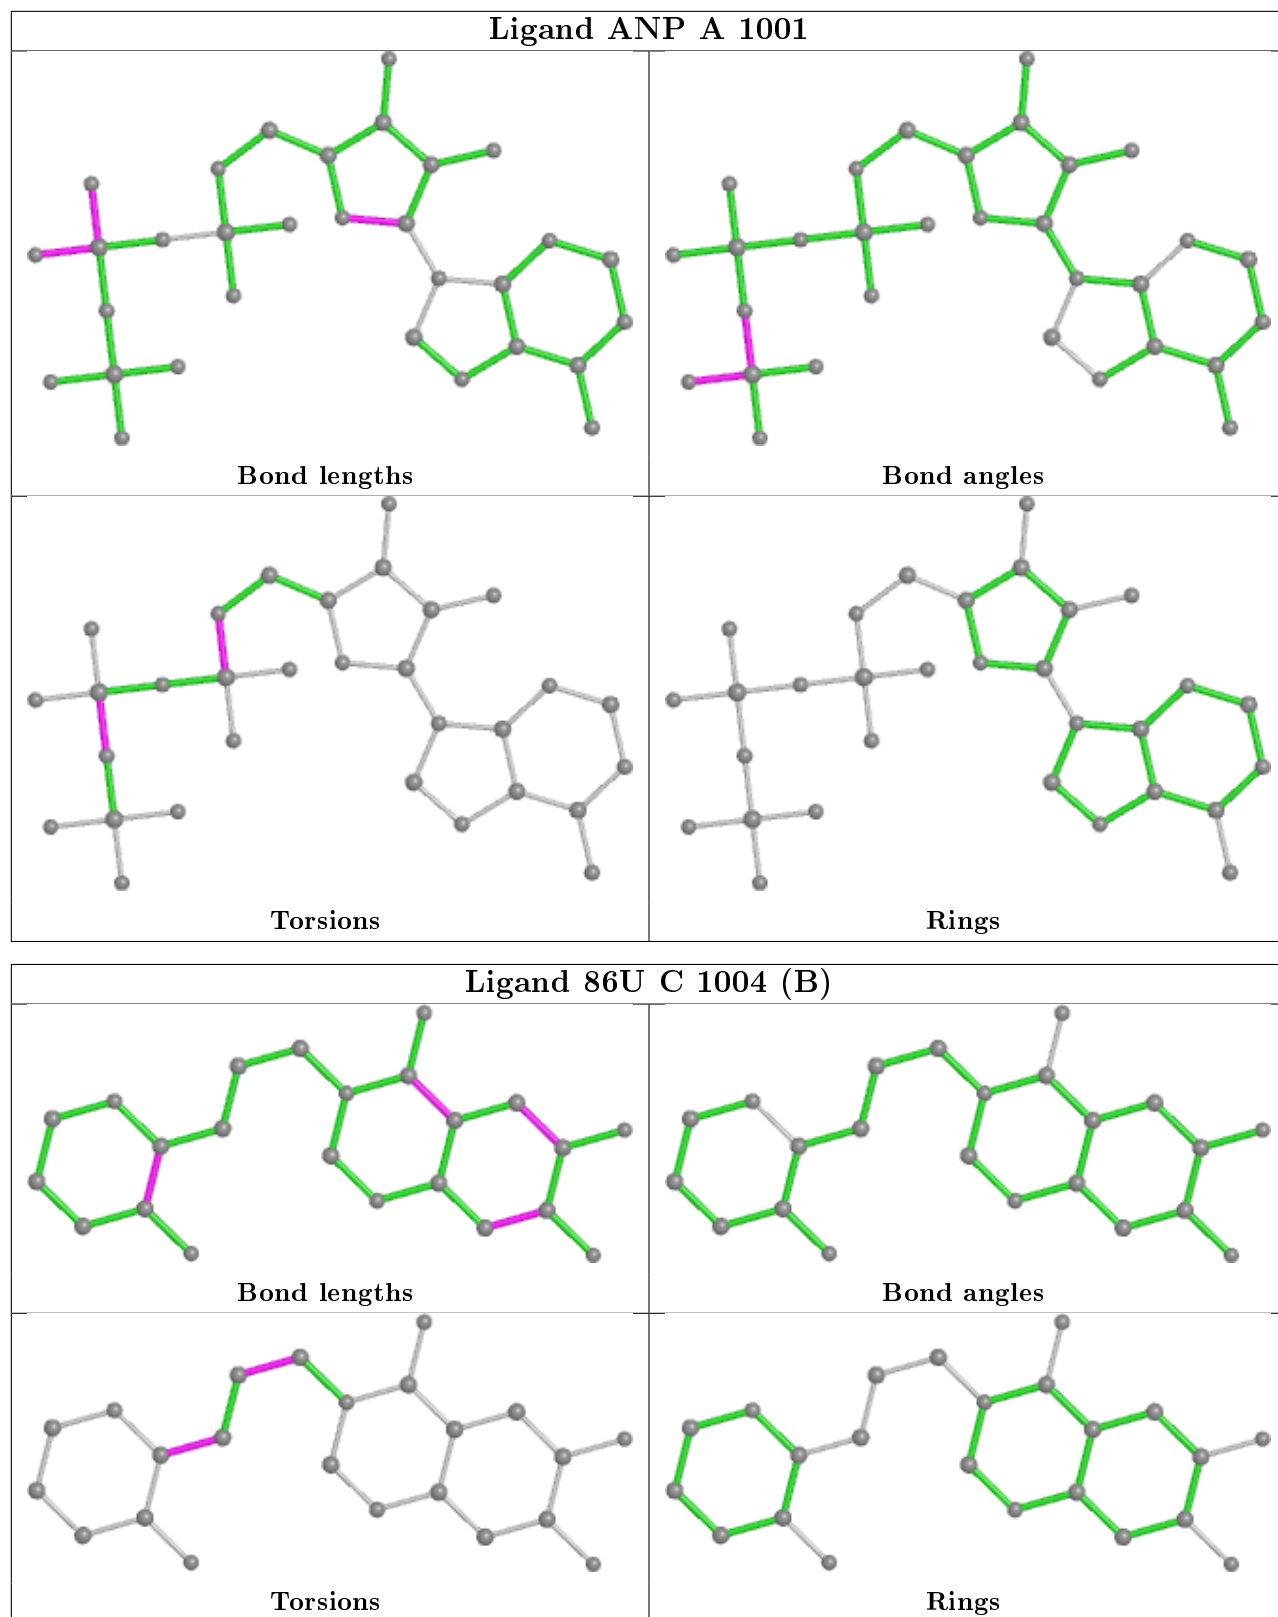 Ligand ANP A 1001
Bond lengths
Bond angles
Torsions
Rings
Ligand 86U C 1004 (B)
Bond lengths
Bond angles
Torsions
Rings